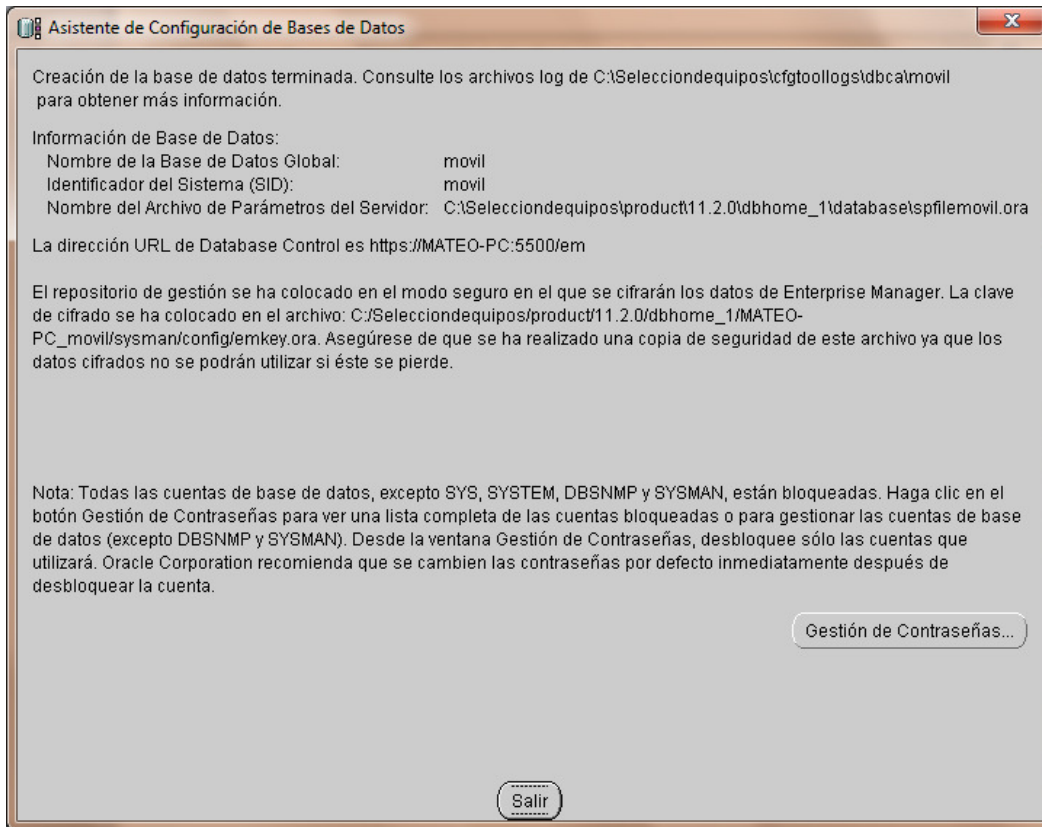 Asistente de Configuración de Bases de Datos
Creación de la base de datos terminada. Consulte los archivos log de C:\Selecciondequipos\cfgtoollogs\dbca\movil
para obtener más información.
Información de Base de Datos:
Nombre de la Base de Datos Global: movil
Identificador del Sistema (SID): movil
Nombre del Archivo de Parámetros del Servidor: C:\Selecciondequipos\product\11.2.0\dbhome_1\database\spfilemovil.ora
La dirección URL de Database Control es https://MATEO-PC:5500/em
El repositorio de gestión se ha colocado en el modo seguro en el que se cifrarán los datos de Enterprise Manager. La clave
de cifrado se ha colocado en el archivo: C:/Selecciondequipos/product/11.2.0/dbhome_1/MATEO-
PC_movil/sysman/config/emkey.ora. Asegúrese de que se ha realizado una copia de seguridad de este archivo ya que los
datos cifrados no se podrán utilizar si éste se pierde.
Nota: Todas las cuentas de base de datos, excepto SYS, SYSTEM, DBSNMP y SYSMAN, están bloqueadas. Haga clic en el
botón Gestión de Contraseñas para ver una lista completa de las cuentas bloqueadas o para gestionar las cuentas de base
de datos (excepto DBSNMP y SYSMAN). Desde la ventana Gestión de Contraseñas, desbloquee sólo las cuentas que
utilizará. Oracle Corporation recomienda que se cambien las contraseñas por defecto inmediatamente después de
desbloquear la cuenta.
Gestión de Contraseñas...
Salir